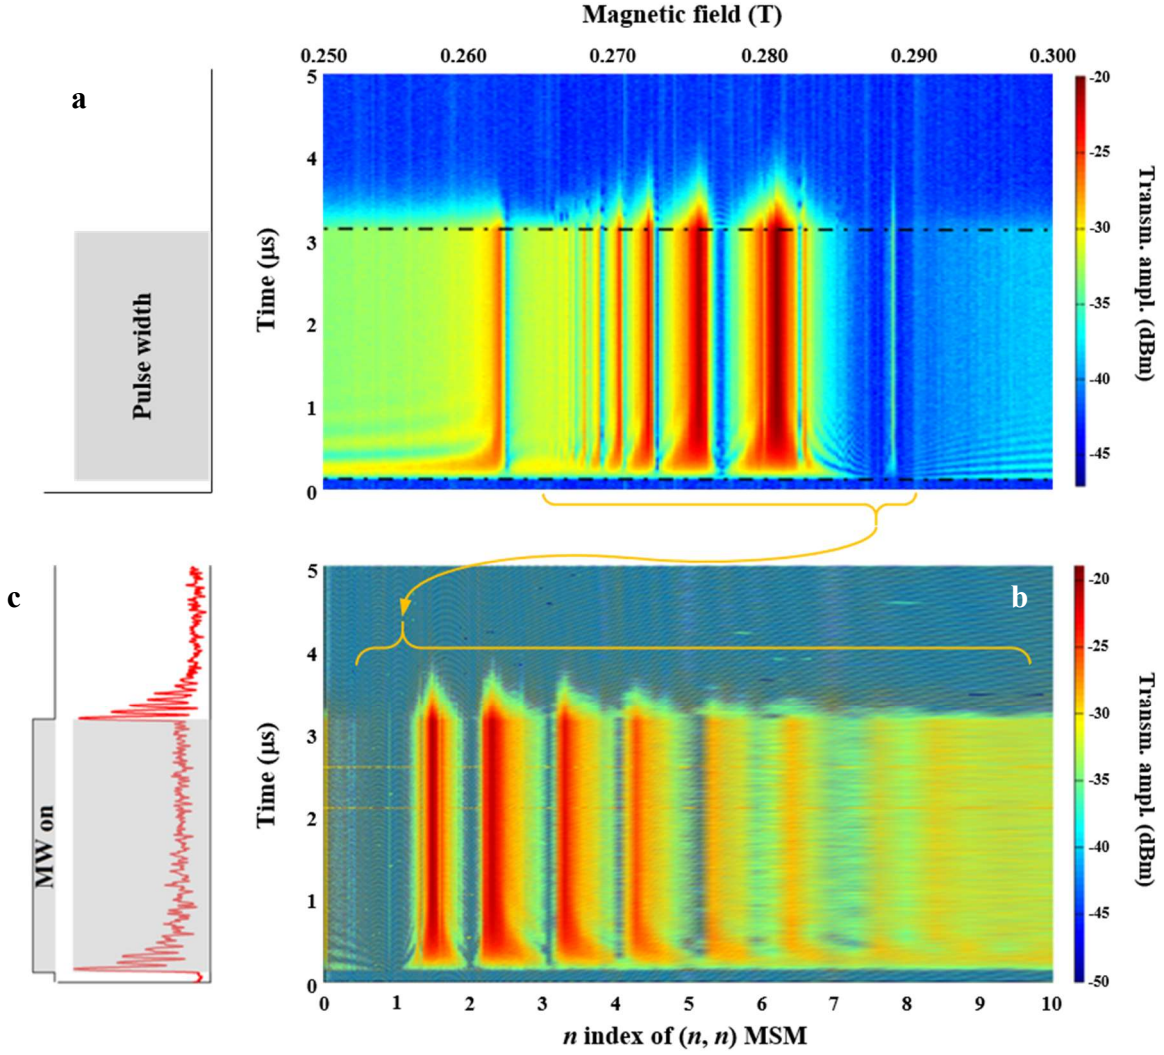 Magnetic field (T)
0.250 0.260 0.270 0.280 0.290 0.300
a
Pulse width
Time (μs)
5
4
3
2
1
0
-20
-25
-30
-35
-40
-45
Transm. ampl. (dBm)
c
MW on
b
Time (μs)
5
4
3
2
1
0
-20
-25
-30
-35
-40
-45
-50
Transm. ampl. (dBm)
0 1 2 3 4 5 6 7 8 9 10
n index of (n, n) MSM